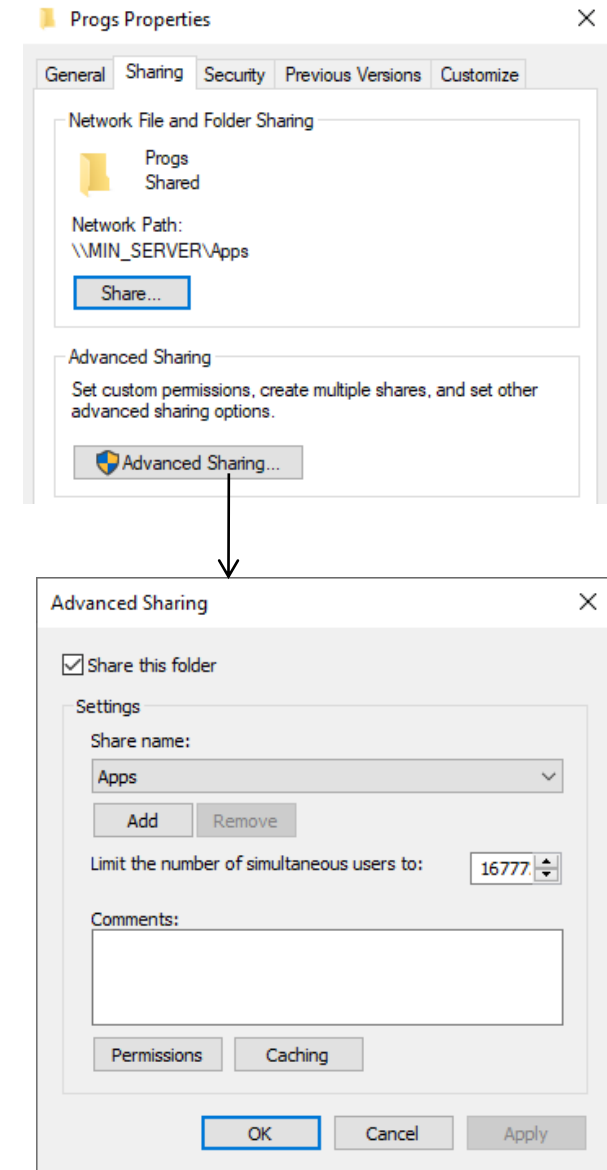 Progs Properties
General Sharing Security Previous Versions Customize
Network File and Folder Sharing
Progs
Shared
Network Path:
\\MIN_SERVER\Apps
Share...
Advanced Sharing
Set custom permissions, create multiple shares, and set other
advanced sharing options.
Advanced Sharing...
Advanced Sharing
Share this folder
Settings
Share name:
Apps
Add Remove
Limit the number of simultaneous users to: 16777
Comments:
Permissions Caching
OK Cancel Apply